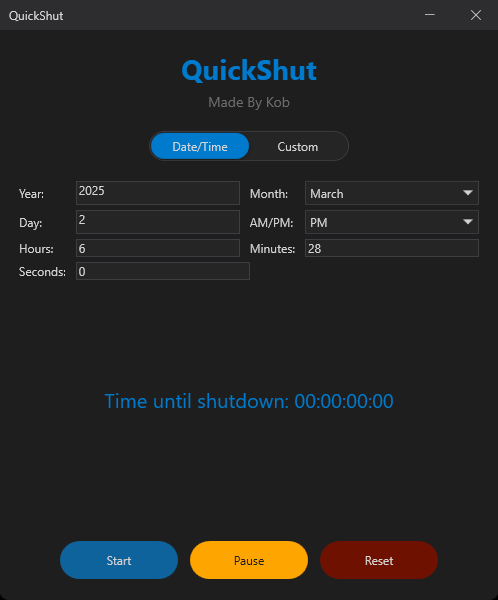 QuickShut
QuickShut
Made By Kob
Date/Time Custom
Year: 2025 Month: March
Day: 2 AM/PM: PM
Hours: 6 Minutes: 28
Seconds: 0
Time until shutdown: 00:00:00:00
Start Pause Reset